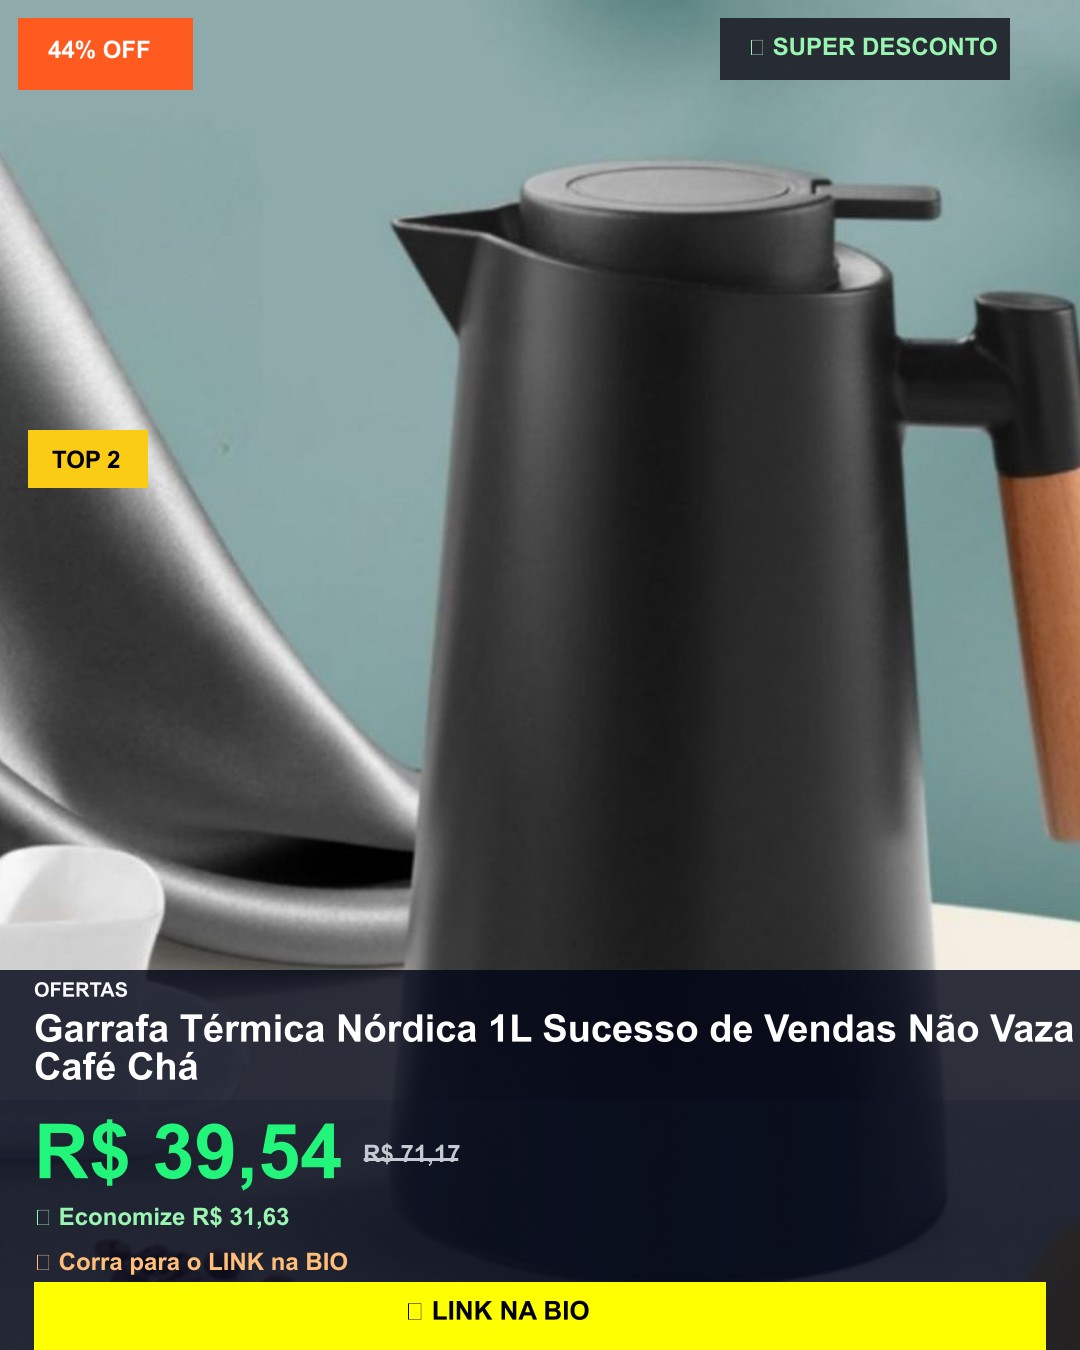 44% OFF
SUPER DESCONTO
TOP 2
OFERTAS
Garrafa Térmica Nórdica 1L Sucesso de Vendas Não Vaza
Café Chá
R$ 39,54 R$ 71,17
Economize R$ 31,63
Corra para o LINK na BIO
LINK NA BIO